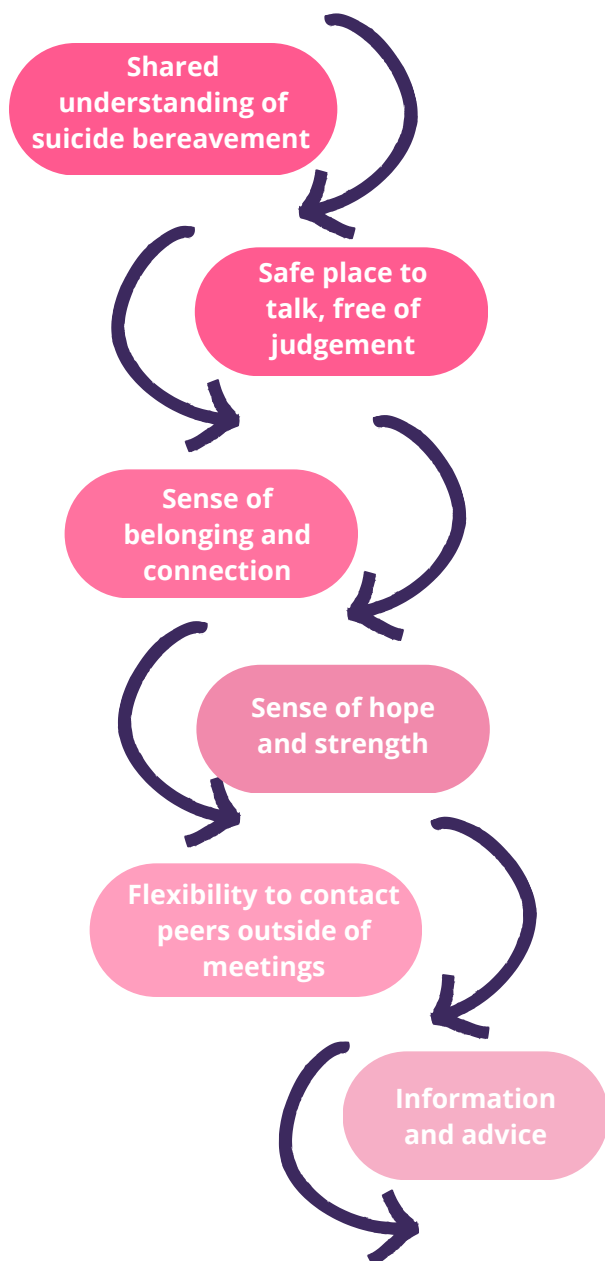 Shared
understanding of
suicide bereavement
Safe place to
talk, free of
judgement
Sense of
belonging and
connection
Sense of hope
and strength
Flexibility to contact
peers outside of
meetings
Information
and advice